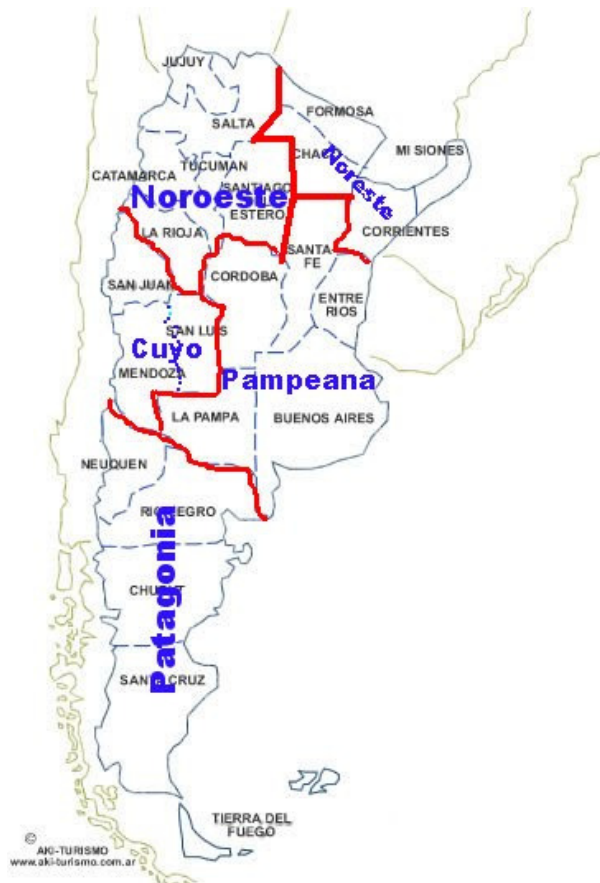 JUJUY
FORMOSA
SALTA
CHACO
MISIONES
TUCUMAN
CATAMARCA
SANTIAGO
Noreste
Noroeste
ESTERO
CORRIENTES
LA RIOJA
SANTA
FE
CORDOBA
SAN JUAN
ENTRE
RIOS
SAN LUIS
Cuyo
MENDOZA
Pampeana
LA PAMPA
BUENOS AIRES
NEUQUEN
RIO NEGRO
Patagonia
CHUBUT
SANTA CRUZ
TIERRA DEL
FUEGO
©
AKI-TURISMO
www.aki-turismo.com.ar